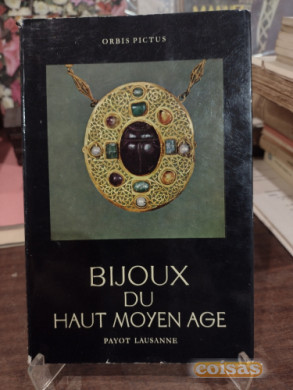 ORBIS PICTUS
BIJOUX
DU
HAUT MOYEN AGE
PAYOT LAUSANNE
coisas